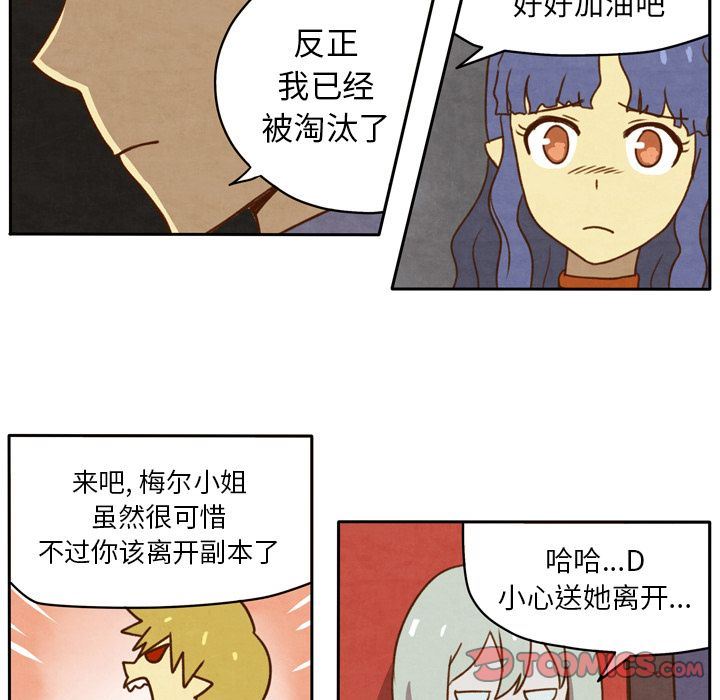 反正
我已经
被淘汰了
好好加油吧
来吧, 梅尔小姐
虽然很可惜
不过你该离开副本了
哈哈...D
小心送她离开...
TOOMICS.COM